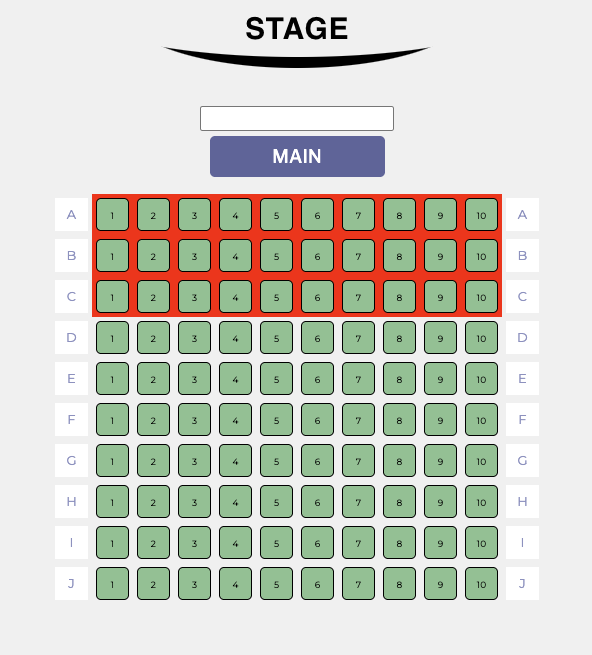 STAGE
MAIN
A 1 2 3 4 5 6 7 8 9 10 A
B 1 2 3 4 5 6 7 8 9 10 B
C 1 2 3 4 5 6 7 8 9 10 C
D 1 2 3 4 5 6 7 8 9 10 D
E 1 2 3 4 5 6 7 8 9 10 E
F 1 2 3 4 5 6 7 8 9 10 F
G 1 2 3 4 5 6 7 8 9 10 G
H 1 2 3 4 5 6 7 8 9 10 H
I 1 2 3 4 5 6 7 8 9 10 I
J 1 2 3 4 5 6 7 8 9 10 J